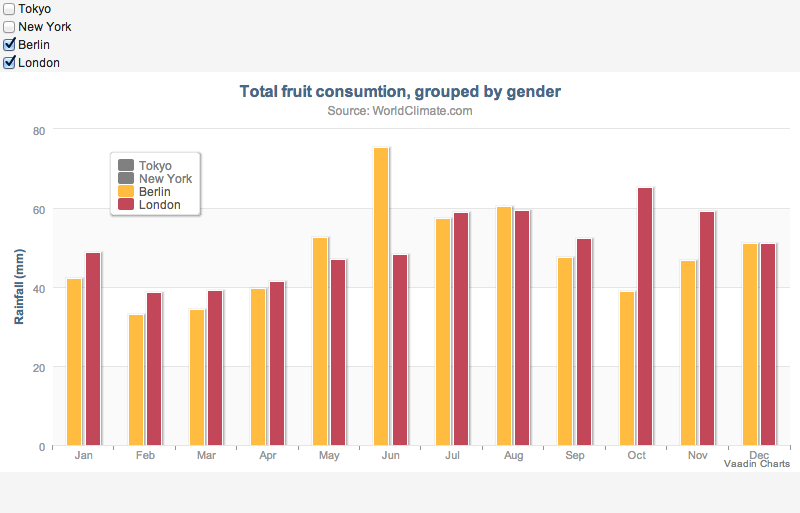 Tokyo
New York
Berlin
London
Total fruit consumtion, grouped by gender
Source: WorldClimate.com
Rainfall (mm)
80
60
40
20
0
Tokyo
New York
Berlin
London
Jan Feb Mar Apr May Jun Jul Aug Sep Oct Nov Dec
Vaadin Charts